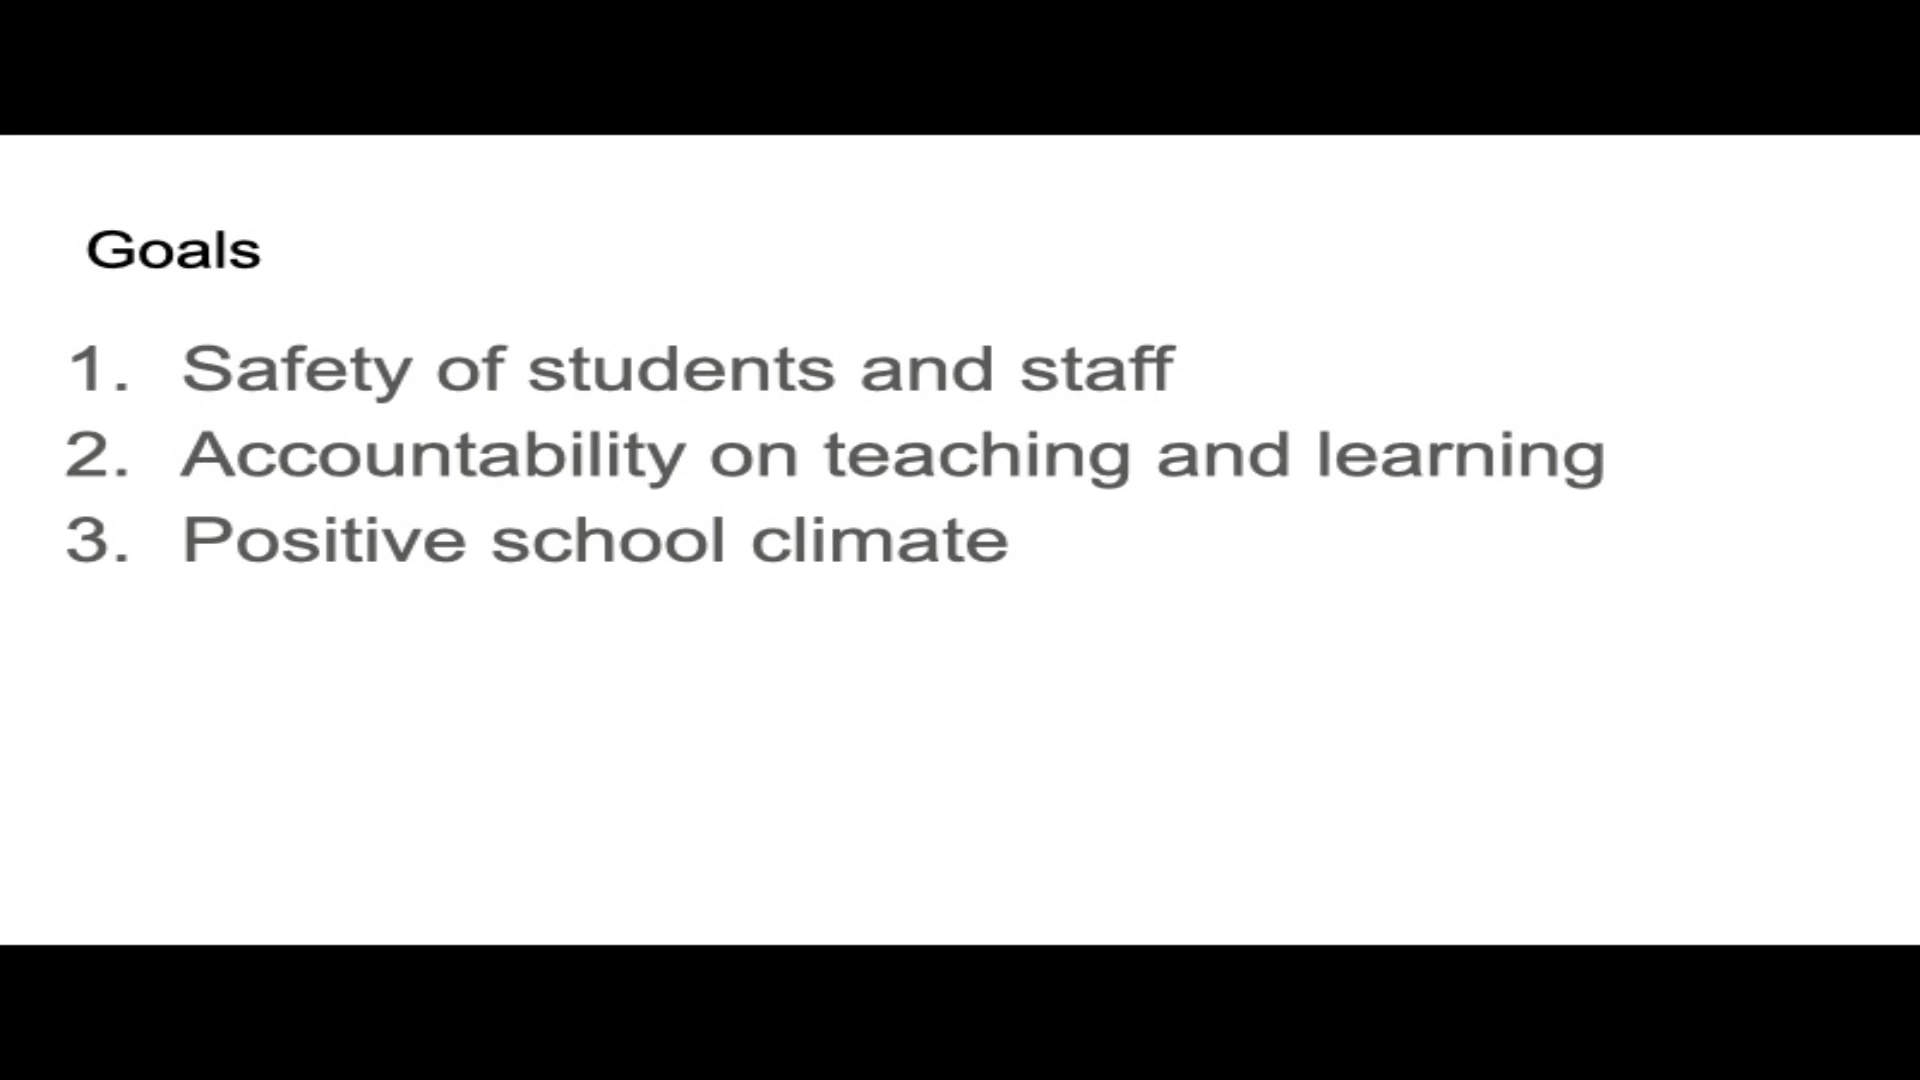 Goals
1. Safety of students and staff
2. Accountability on teaching and learning
3. Positive school climate